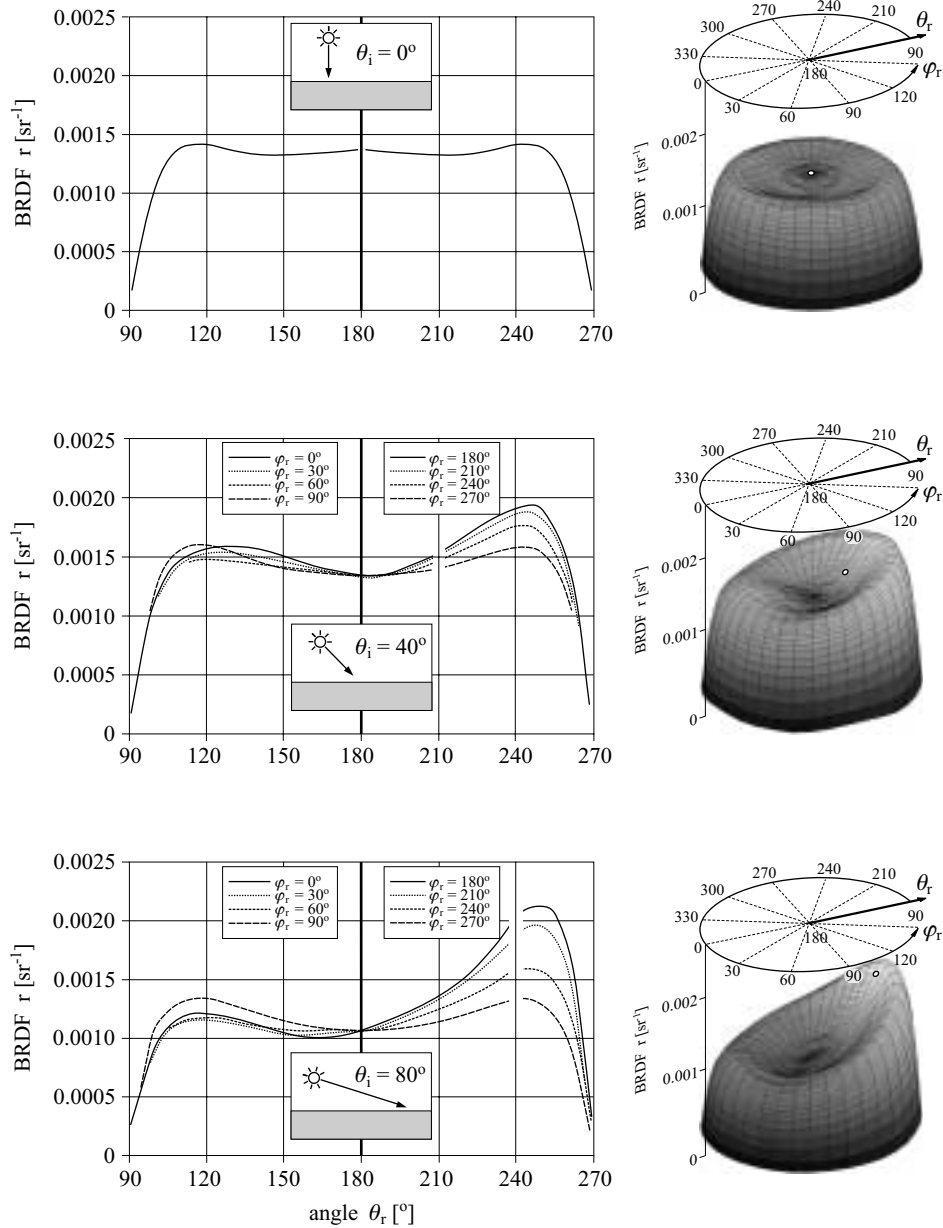 BRDF r [sr-1]
0.0025
0.0020
0.0015
0.0010
0.0005
0
90 120 150 180 210 240 270
θi = 0º
300 270 240 210 θr
330 90
0 180 φr
30 60 90 120
BRDF r [sr-1]
0.002
0.001
0
BRDF r [sr-1]
0.0025
0.0020
0.0015
0.0010
0.0005
0
90 120 150 180 210 240 270
φr = 0º
φr = 30º
φr = 60º
φr = 90º
φr = 180º
φr = 210º
φr = 240º
φr = 270º
θi = 40º
300 270 240 210 θr
330 90
0 180 φr
30 60 90 120
BRDF r [sr-1]
0.002
0.001
0
BRDF r [sr-1]
0.0025
0.0020
0.0015
0.0010
0.0005
0
90 120 150 180 210 240 270
angle θr [º]
φr = 0º
φr = 30º
φr = 60º
φr = 90º
φr = 180º
φr = 210º
φr = 240º
φr = 270º
θi = 80º
300 270 240 210 θr
330 90
0 180 φr
30 60 90 120
BRDF r [sr-1]
0.002
0.001
0